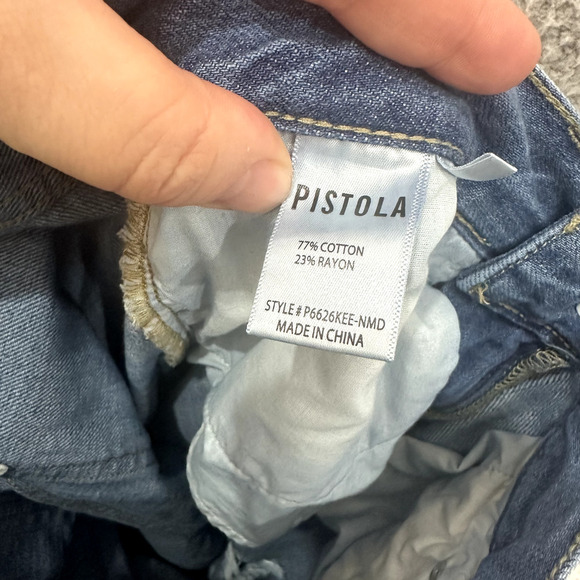 PISTOLA
77% COTTON
23% RAYON
STYLE # P6626KEE-NMD
MADE IN CHINA